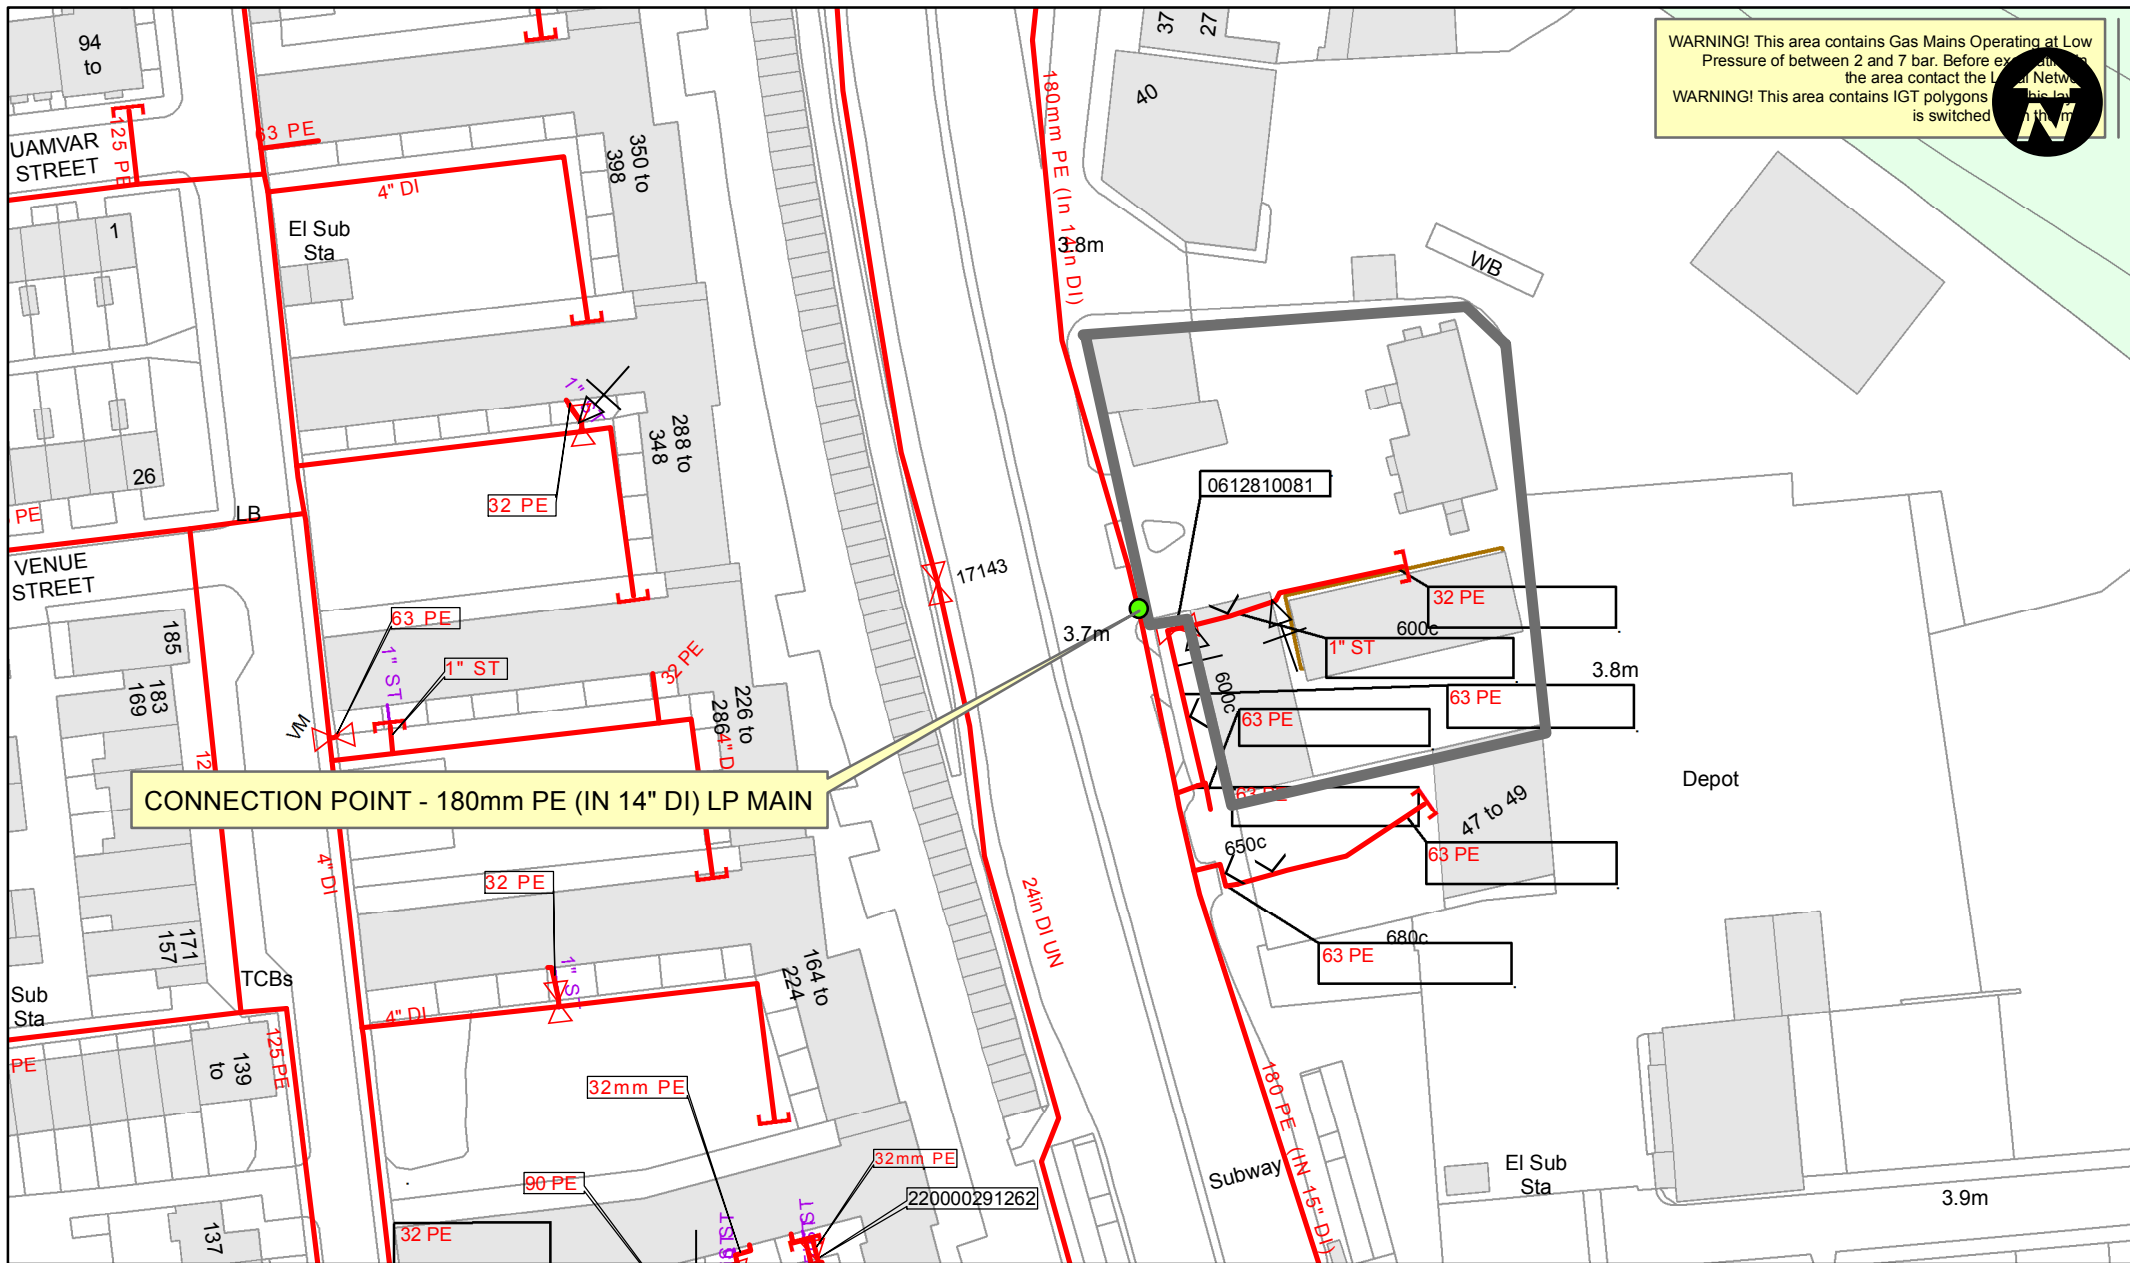 94
to
UAMVAR
STREET
125 PE
63 PE
4" DI
El Sub
Sta
1
26
350 to
398
37
27
40
180mm PE (In 14in DI)
3.8m
WB
WARNING! This area contains Gas Mains Operating at Low
Pressure of between 2 and 7 bar. Before
the area contact the
WARNING! This area contains IGT polygons
is switched
N
1" ST
32 PE
288 to
348
PE
LB
VENUE
STREET
0612810081
17143
3.7m
32 PE
600c
1" ST
3.8m
63 PE
600c
63 PE
63 PE
1" ST
1" ST
32 PE
185
183
169
VM
226 to
286
4" D
12
63 PE
CONNECTION POINT - 180mm PE (IN 14" DI) LP MAIN
Depot
47 to 49
650c
63 PE
680c
63 PE
4" DI
32 PE
24in DI UN
171
157
TCBs
1" ST
164 to
224
Sub
Sta
4" DI
PE
139
to
125 PE
32mm PE
180 PE (IN 15" DI)
Subway
El Sub
Sta
3.9m
90 PE
32mm PE
220000291262
137
32 PE